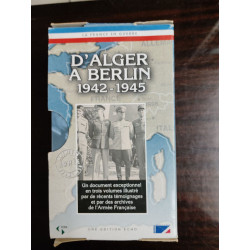 LA FRANCE EN GUERRE
D'ALGER
A BERLIN
1942 - 1945
Un document exceptionnel
en trois volumes illustré
par de récents témoignages
et par des archives
de l'Armée Française